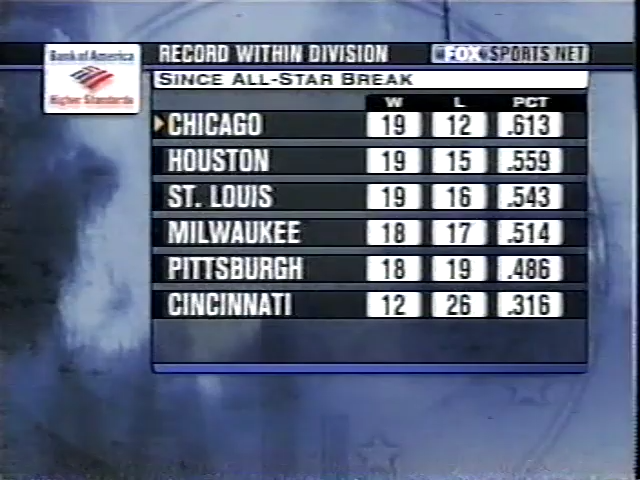 Bank of America
Higher Standards
RECORD WITHIN DIVISION
FOX SPORTS NET
SINCE ALL-STAR BREAK
W L PCT
CHICAGO 19 12 .613
HOUSTON 19 15 .559
ST. LOUIS 19 16 .543
MILWAUKEE 18 17 .514
PITTSBURGH 18 19 .486
CINCINNATI 12 26 .316